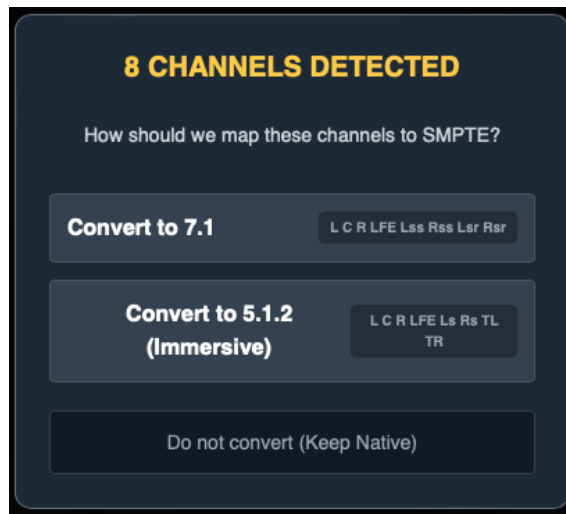 8 CHANNELS DETECTED
How should we map these channels to SMPTE?
Convert to 7.1
L C R LFE Lss Rss Lsr Rsr
Convert to 5.1.2
(Immersive)
L C R LFE Ls Rs TL
TR
Do not convert (Keep Native)